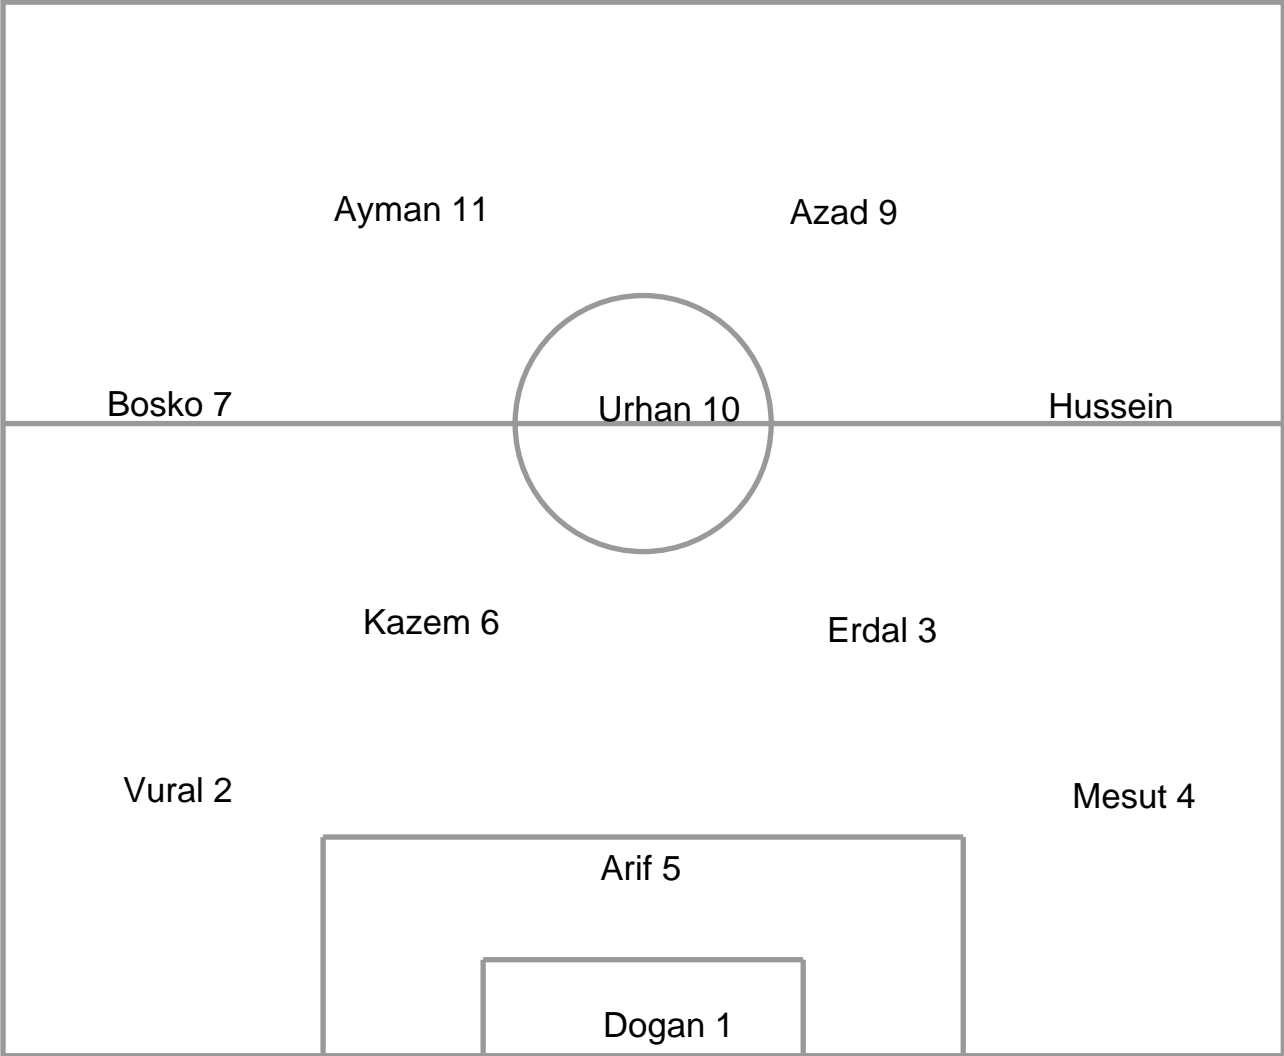 Ayman 11
Azad 9
Bosko 7
Urhan 10
Hussein
Kazem 6
Erdal 3
Vural 2
Mesut 4
Arif 5
Dogan 1